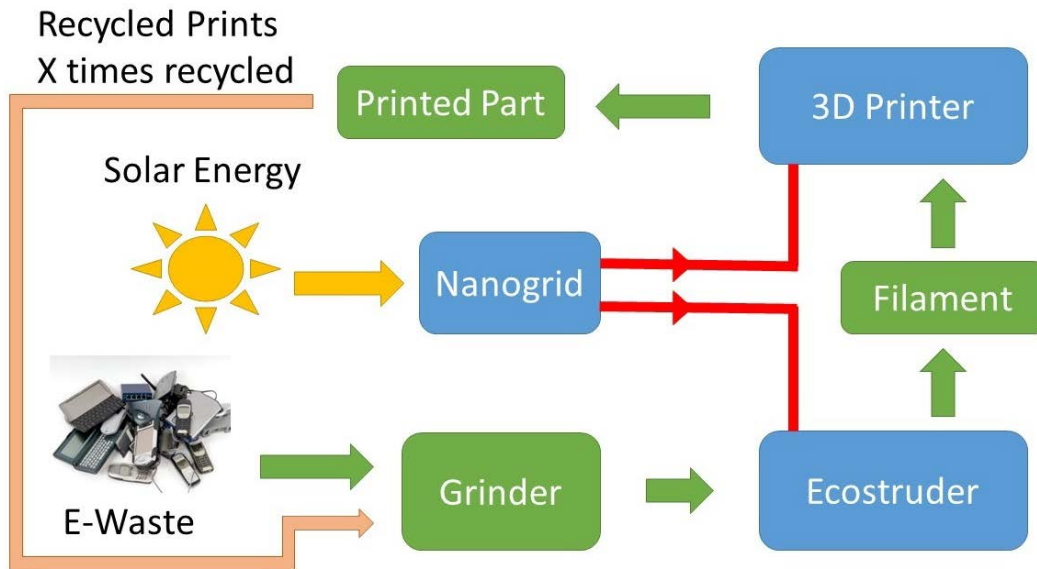 Recycled Prints
X times recycled
Printed Part
3D Printer
Solar Energy
Nanogrid
Filament
E-Waste
Grinder
Ecostruder